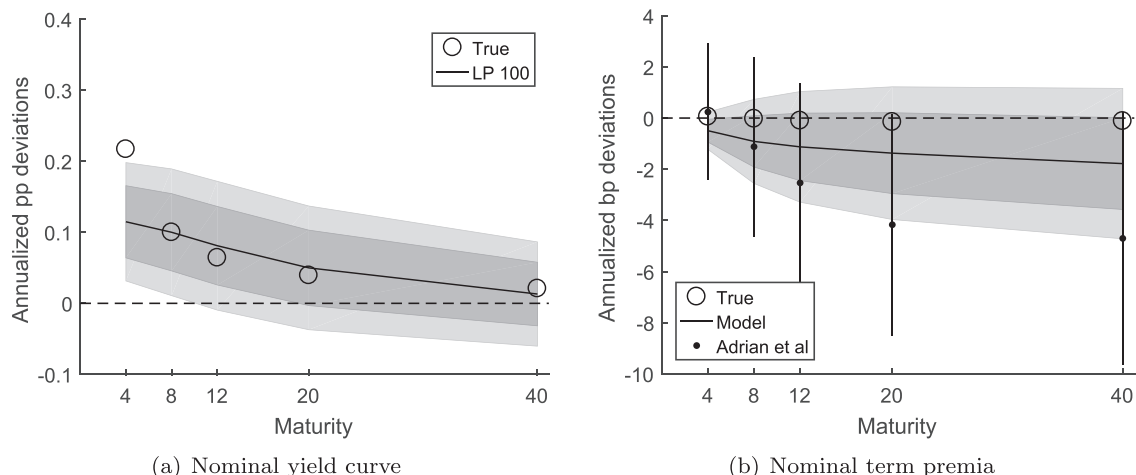 Annualized pp deviations
0.4
0.3
0.2
0.1
0
-0.1
True
LP 100
4 8 12 20 40
Maturity
(a) Nominal yield curve
Annualized bp deviations
4
2
0
-2
-4
-6
-8
-10
True
Model
Adrian et al
4 8 12 20 40
Maturity
(b) Nominal term premia